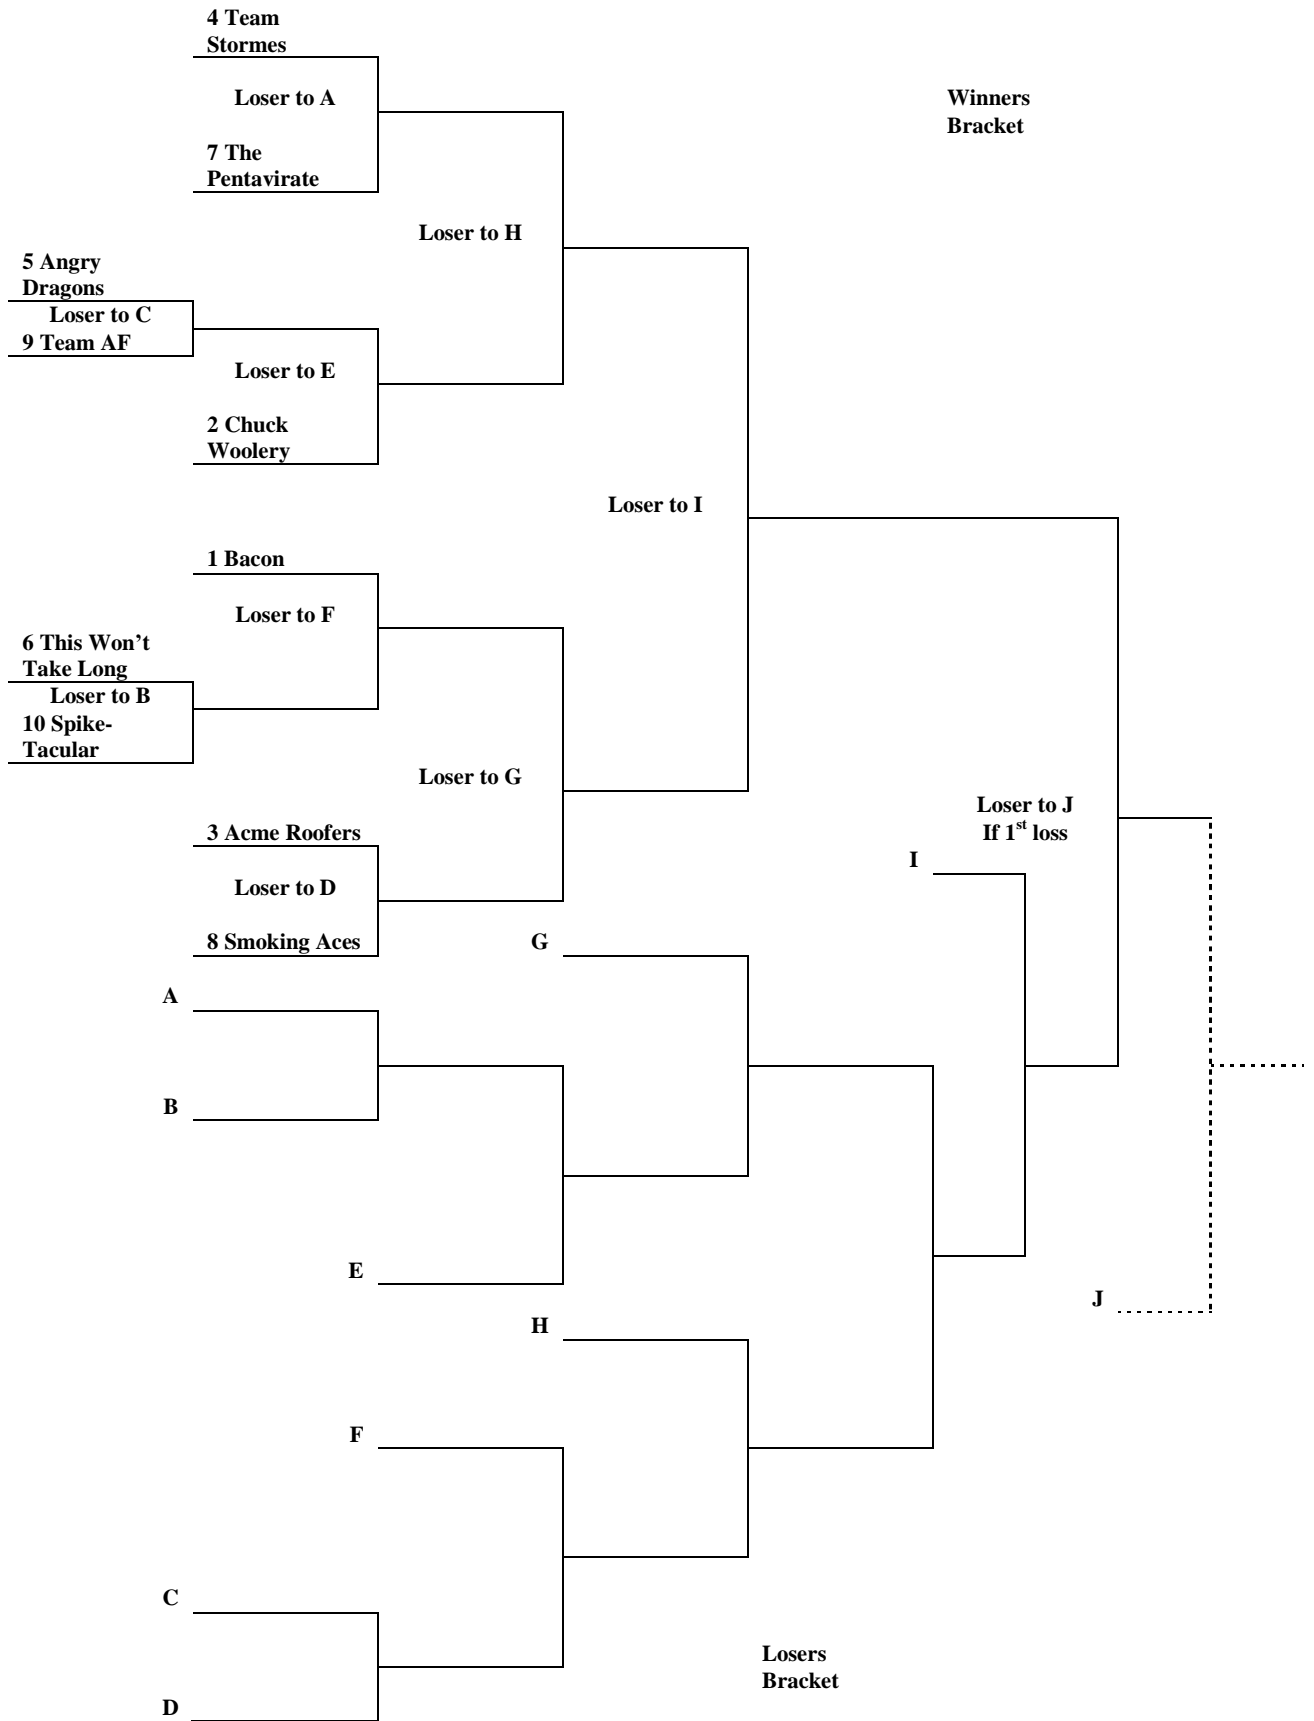 4 Team
Stormes
Loser to A
Winners
Bracket
7 The
Pentavirate
Loser to H
5 Angry
Dragons
Loser to C
9 Team AF
Loser to E
2 Chuck
Woolery
Loser to I
1 Bacon
Loser to F
6 This Won’t
Take Long
Loser to B
10 Spike-
Tacular
Loser to G
3 Acme Roofers
Loser to J
If 1st loss
I
Loser to D
8 Smoking Aces
G
A
B
E
J
H
F
C
Losers
Bracket
D